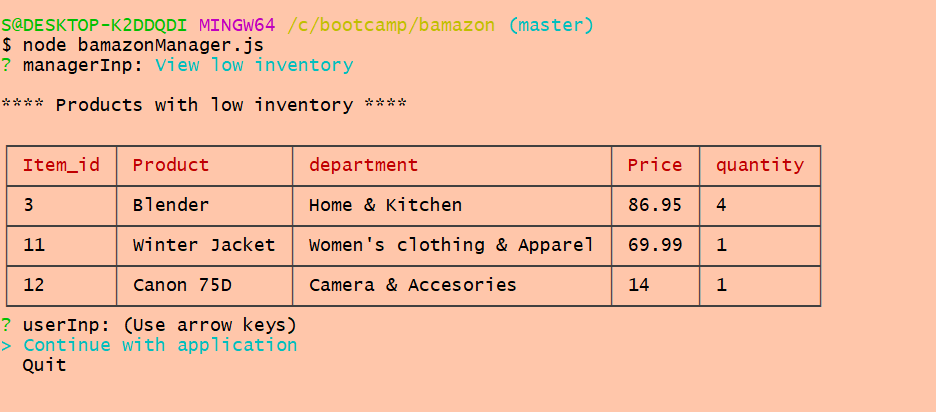 S@DESKTOP-K2DDQDI MINGW64 /c/bootcamp/bamazon (master)
$ node bamazonManager.js
? managerInp: View low inventory
**** Products with low inventory ****
Item_id Product department Price quantity
3 Blender Home & Kitchen 86.95 4
11 Winter Jacket Women's clothing & Apparel 69.99 1
12 Canon 75D Camera & Accesories 14 1
? userInp: (Use arrow keys)
> Continue with application
Quit